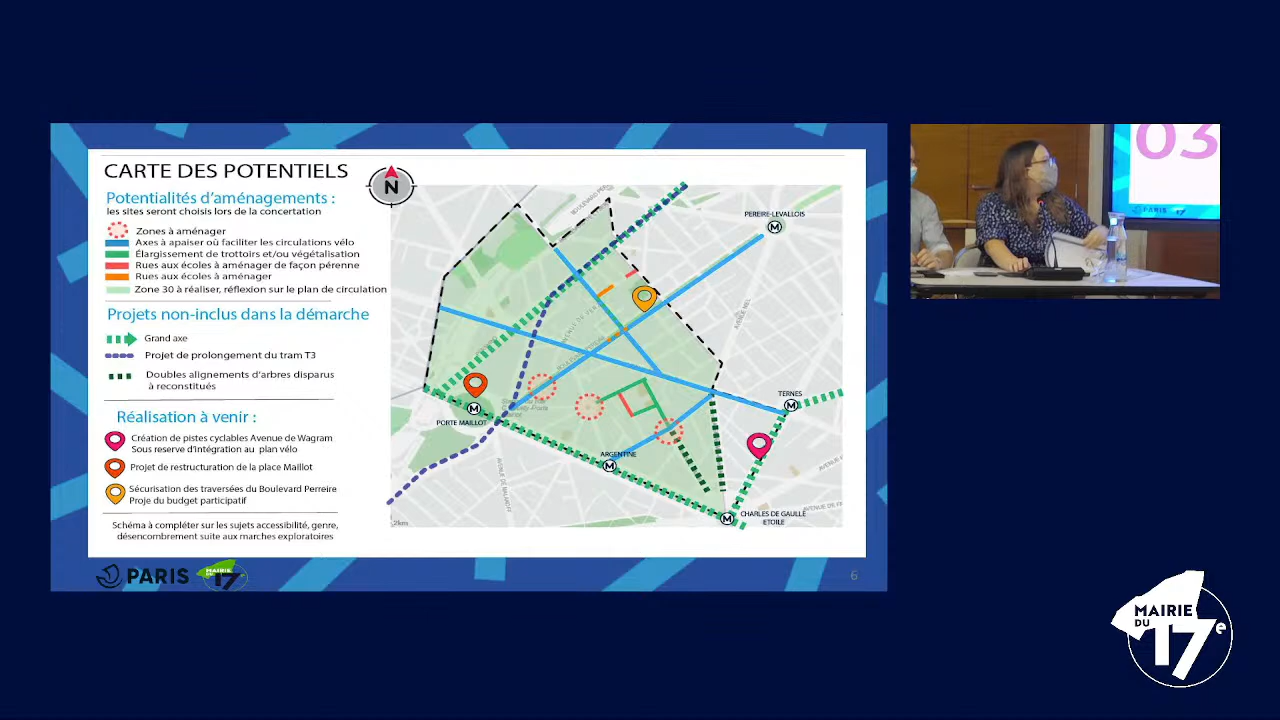 CARTE DES POTENTIELS
Potentialités d'aménagements :
les sites seront choisis lors de la concertation
Zones à aménager
Axes à apaiser où faciliter les circulations vélo
Élargissement de trottoirs et/ou végétalisation
Rues aux écoles à aménager de façon pérenne
Rues aux écoles à aménager
Zone 30 à réaliser, réflexion sur le plan de circulation
Projets non-inclus dans la démarche
Grand axe
Projet de prolongement du tram T3
Doubles alignements d'arbres disparus
à reconstitués
Réalisation à venir :
Création de pistes cyclables Avenue de Wagram
Sous reserve d'intégration au plan vélo
Projet de restructuration de la place Maillot
Sécurisation des traversées du Boulevard Perreire
Proje du budget participatif
Schéma à compléter sur les sujets accessibilité, genre,
désencombrement suite aux marches exploratoires
N
PEREIRE-LEVALLOIS
M
TERNES
M
PORTE MAILLOT
M
ARGENTINE
M
CHARLES DE GAULLE
ETOILE
M
PARIS
MAIRIE
DU 17
6
03
PARIS 17
MAIRIE
DU
17e